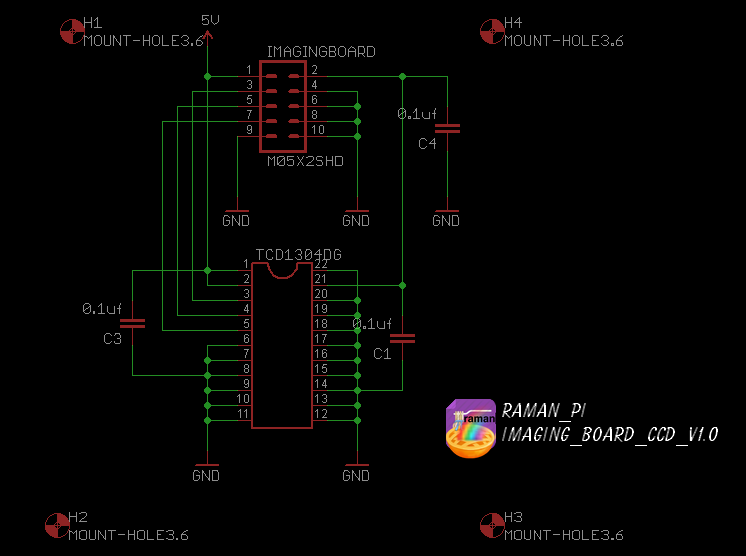 H1
MOUNT-HOLE3.6
5V
H4
MOUNT-HOLE3.6
IMAGINGBOARD
1 2
3 4
5 6
7 8
9 10
M05X2SHD
0.1uf
C4
GND GND GND
TCD1304DG
1 22
2 21
3 20
4 19
5 18
6 17
7 16
8 15
9 14
10 13
11 12
0.1uf
C3
0.1uf
C1
GND GND
raman
RAMAN_PI
IMAGING_BOARD_CCD_V1.0
H2
MOUNT-HOLE3.6
H3
MOUNT-HOLE3.6